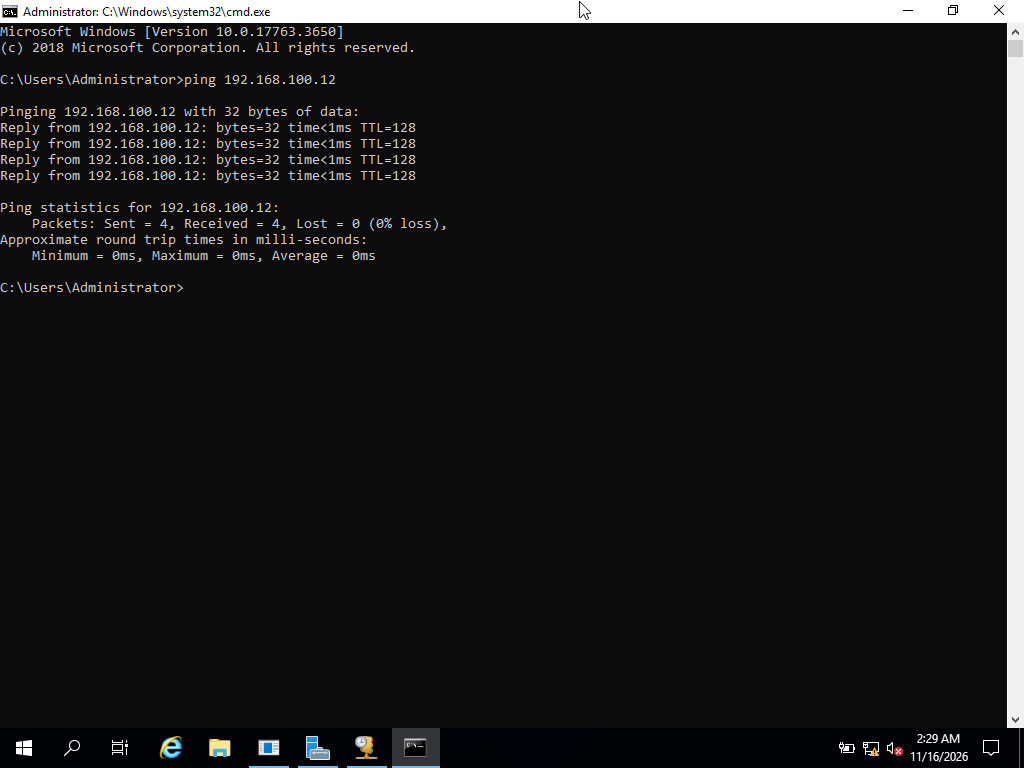 Administrator: C:\Windows\system32\cmd.exe
Microsoft Windows [Version 10.0.17763.3650]
(c) 2018 Microsoft Corporation. All rights reserved.
C:\Users\Administrator>ping 192.168.100.12
Pinging 192.168.100.12 with 32 bytes of data:
Reply from 192.168.100.12: bytes=32 time<1ms TTL=128
Reply from 192.168.100.12: bytes=32 time<1ms TTL=128
Reply from 192.168.100.12: bytes=32 time<1ms TTL=128
Reply from 192.168.100.12: bytes=32 time<1ms TTL=128
Ping statistics for 192.168.100.12:
    Packets: Sent = 4, Received = 4, Lost = 0 (0% loss),
Approximate round trip times in milli-seconds:
    Minimum = 0ms, Maximum = 0ms, Average = 0ms
C:\Users\Administrator>
2:29 AM
11/16/2026